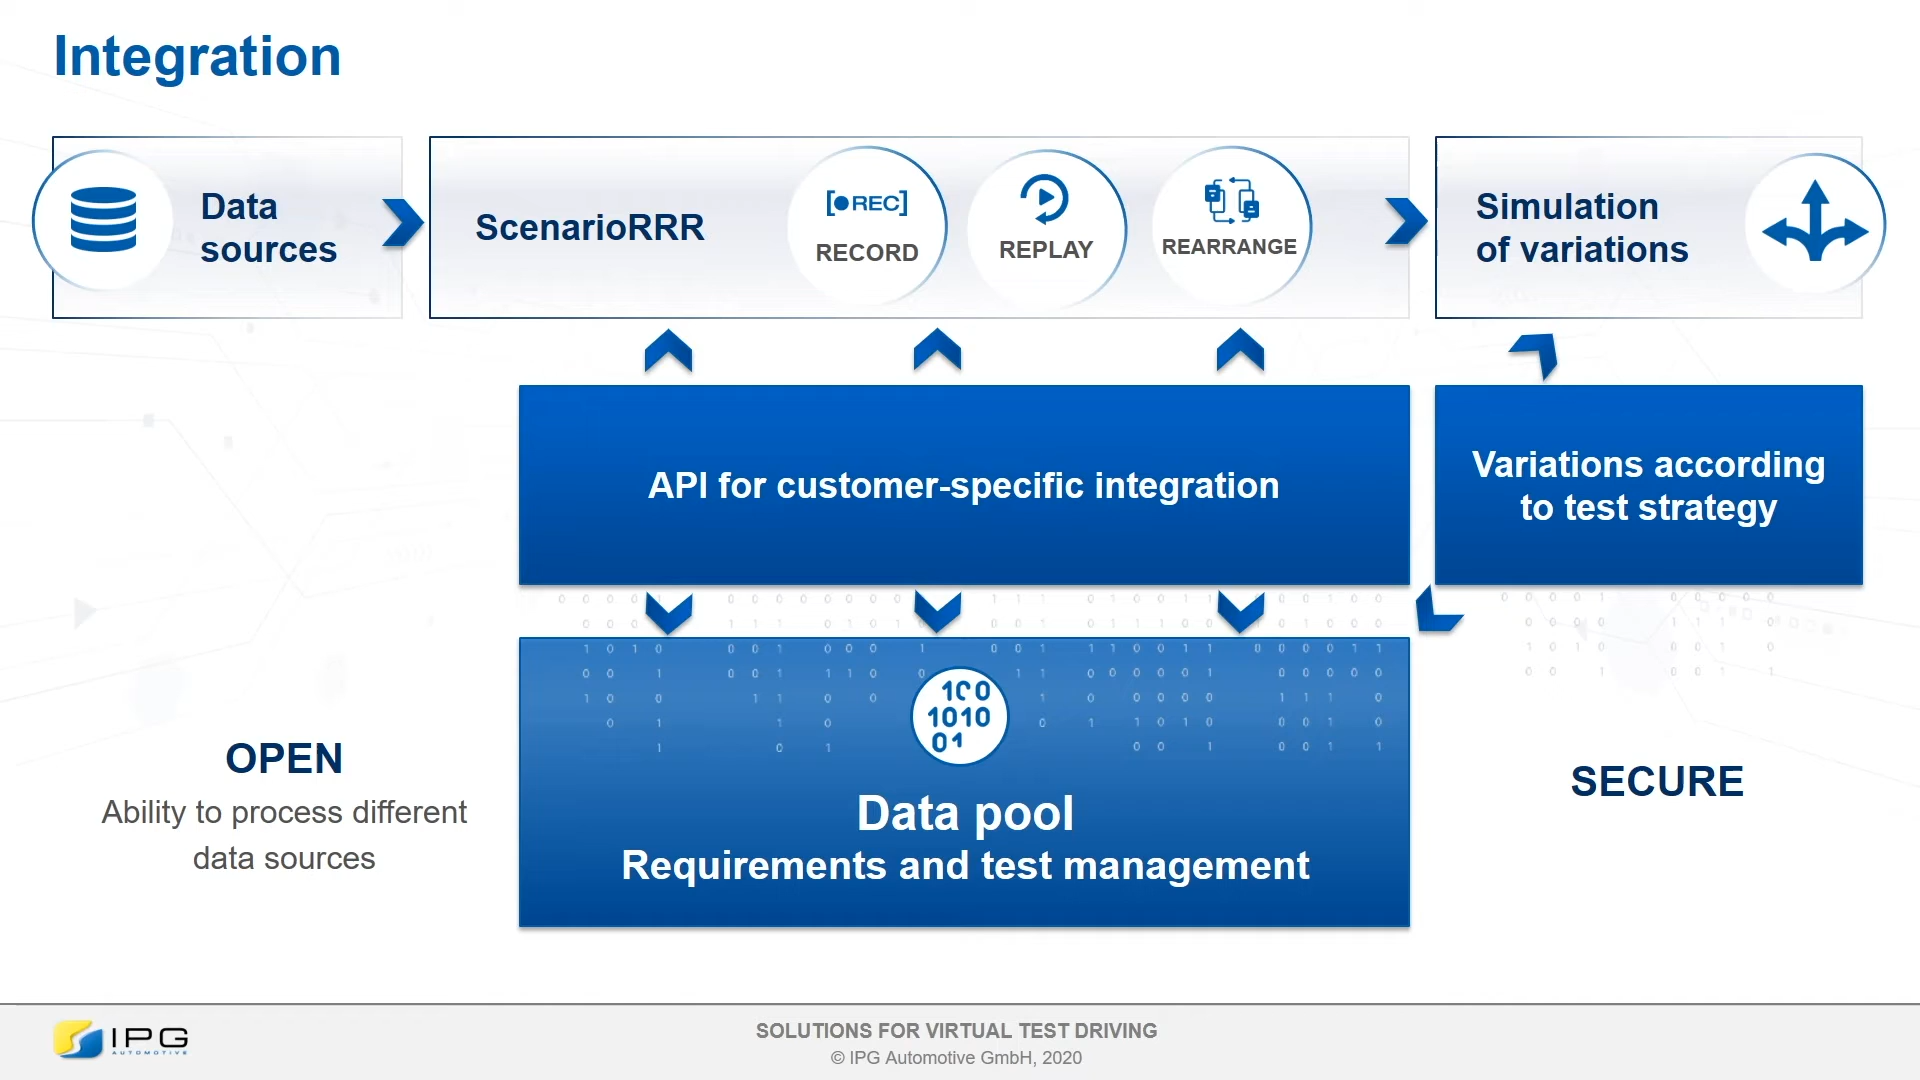 Integration
Data
sources
ScenarioRRR
[●REC]
RECORD
REPLAY
REARRANGE
Simulation
of variations
API for customer-specific integration
Variations according
to test strategy
1010
01
Data pool
Requirements and test management
OPEN
Ability to process different
data sources
SECURE
IPG
AUTOMOTIVE
SOLUTIONS FOR VIRTUAL TEST DRIVING
© IPG Automotive GmbH, 2020